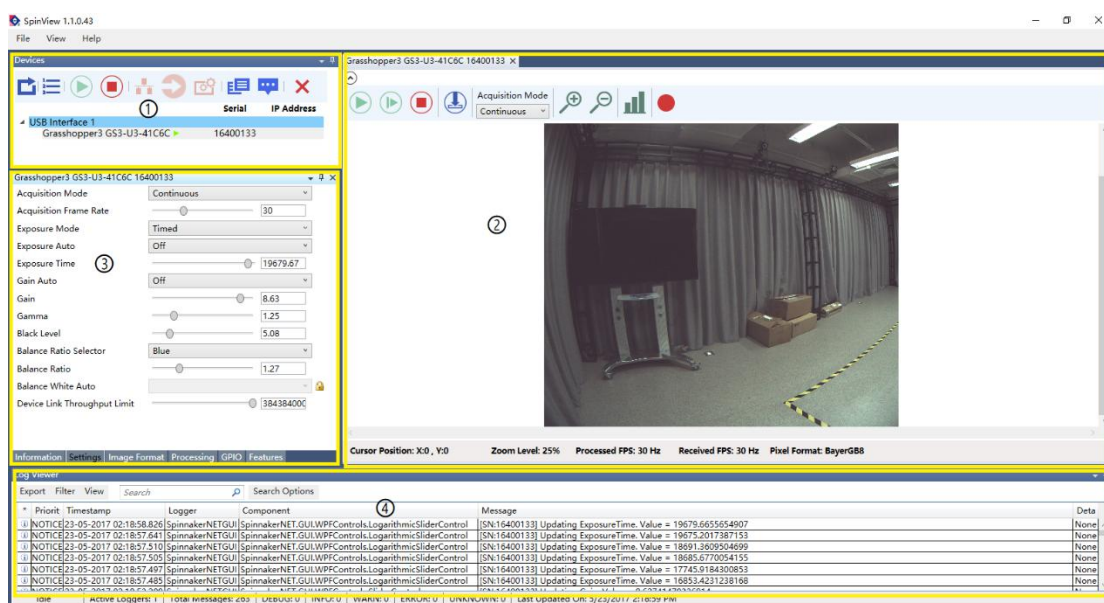 SpinView 1.1.0.43
File View Help
Devices
①
Serial IP Address
USB Interface 1
Grasshopper3 GS3-U3-41C6C 16400133
Grasshopper3 GS3-U3-41C6C 16400133
Acquisition Mode Continuous
Acquisition Frame Rate 30
Exposure Mode Timed
Exposure Auto Off
Exposure Time ③ 19679.67
Gain Auto Off
Gain 8.63
Gamma 1.25
Black Level 5.08
Balance Ratio Selector Blue
Balance Ratio 1.27
Balance White Auto
Device Link Throughput Limit 38438400C
Information Settings Image Format Processing GPIO Features
Grasshopper3 GS3-U3-41C6C 16400133 ×
Acquisition Mode
Continuous
②
Cursor Position: X:0 , Y:0 Zoom Level: 25% Processed FPS: 30 Hz Received FPS: 30 Hz Pixel Format: BayerGB8
Log Viewer
Export Filter View Search Search Options
④
* Priorit Timestamp Logger Component Message Deta
NOTICE 23-05-2017 02:18:58.826 SpinnakerNETGUI SpinnakerNET.GUI.WPFControls.LogarithmicSliderControl [SN:16400133] Updating ExposureTime. Value = 19679.6655654907 None
NOTICE 23-05-2017 02:18:57.641 SpinnakerNETGUI SpinnakerNET.GUI.WPFControls.LogarithmicSliderControl [SN:16400133] Updating ExposureTime. Value = 19675.2017387153 None
NOTICE 23-05-2017 02:18:57.510 SpinnakerNETGUI SpinnakerNET.GUI.WPFControls.LogarithmicSliderControl [SN:16400133] Updating ExposureTime. Value = 18691.3609504699 None
NOTICE 23-05-2017 02:18:57.505 SpinnakerNETGUI SpinnakerNET.GUI.WPFControls.LogarithmicSliderControl [SN:16400133] Updating ExposureTime. Value = 18685.6770054155 None
NOTICE 23-05-2017 02:18:57.497 SpinnakerNETGUI SpinnakerNET.GUI.WPFControls.LogarithmicSliderControl [SN:16400133] Updating ExposureTime. Value = 17745.9184300853 None
NOTICE 23-05-2017 02:18:57.485 SpinnakerNETGUI SpinnakerNET.GUI.WPFControls.LogarithmicSliderControl [SN:16400133] Updating ExposureTime. Value = 16853.4231238168 None
Idle Active Loggers: 1 Total Messages: 263 DEBUG: 0 INFO: 0 WARN: 0 ERROR: 0 UNKNOWN: 0 Last Updated On: 5/23/2017 2:18:59 PM